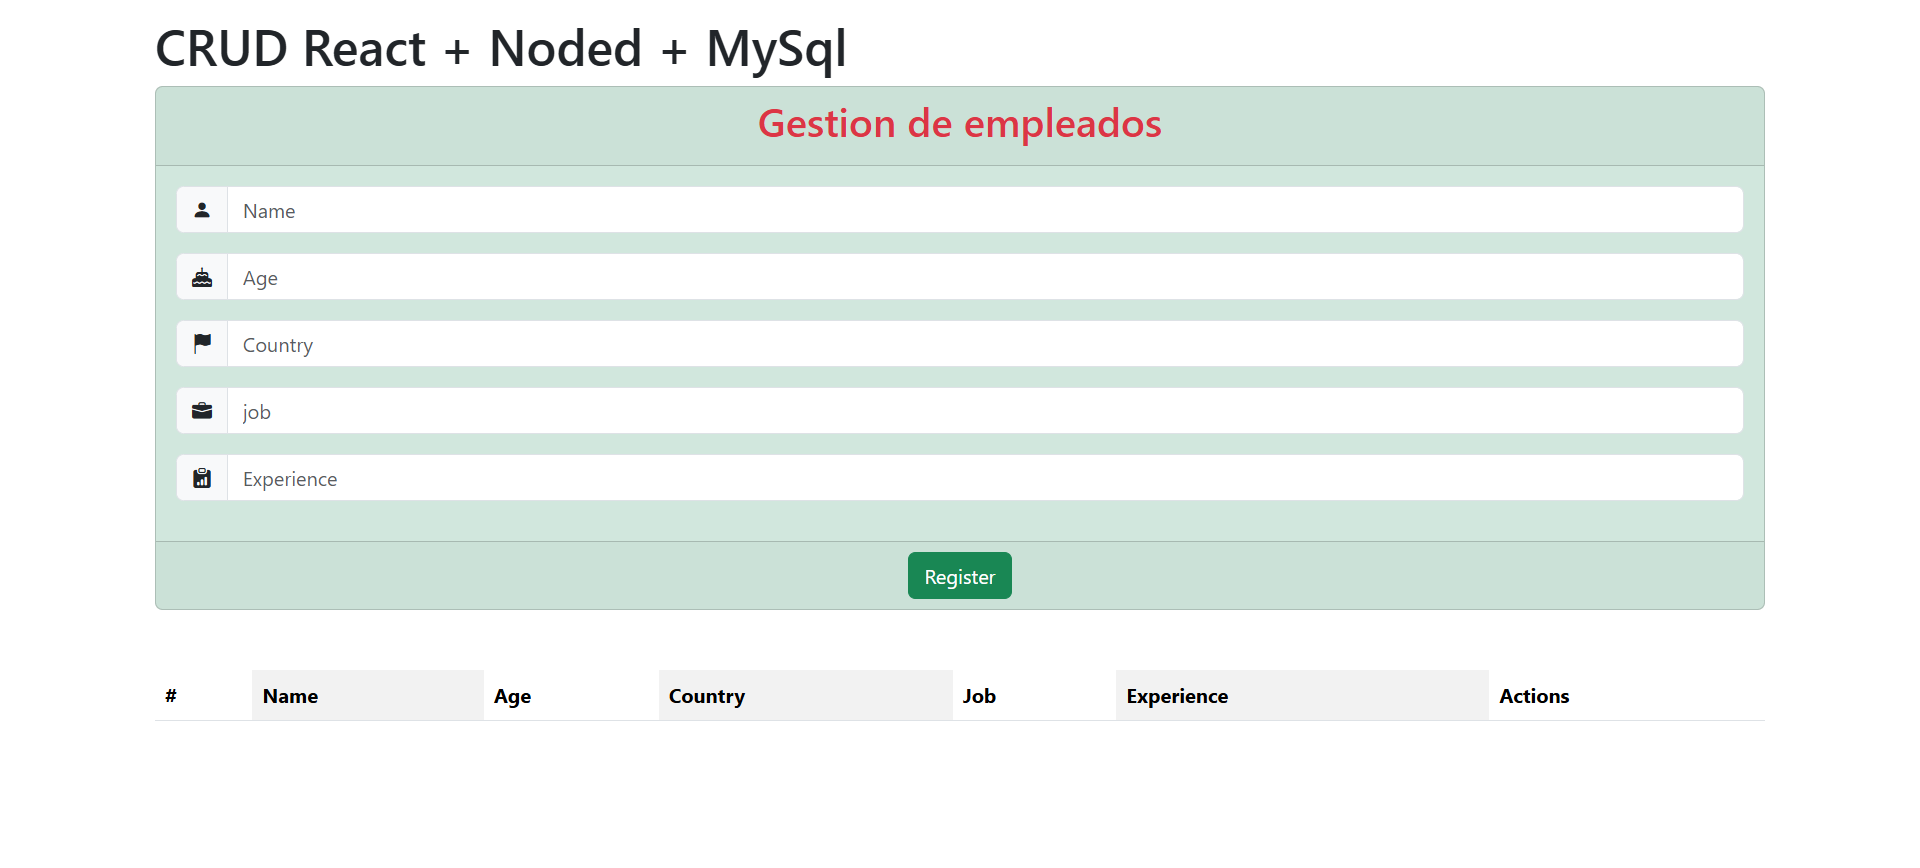 CRUD React + Noded + MySql
Gestion de empleados
Name
Age
Country
job
Experience
Register
# Name Age Country Job Experience Actions